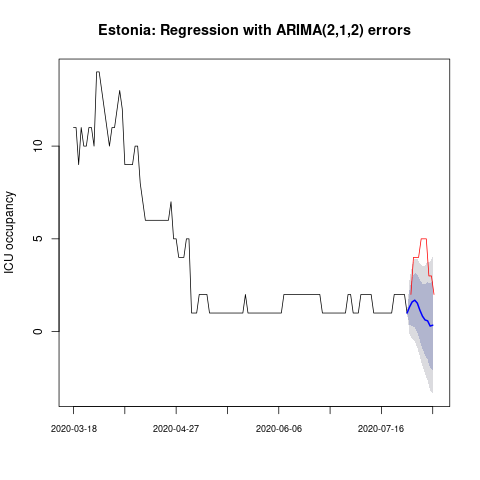 Estonia: Regression with ARIMA(2,1,2) errors
ICU occupancy
10
5
0
2020-03-18 2020-04-27 2020-06-06 2020-07-16